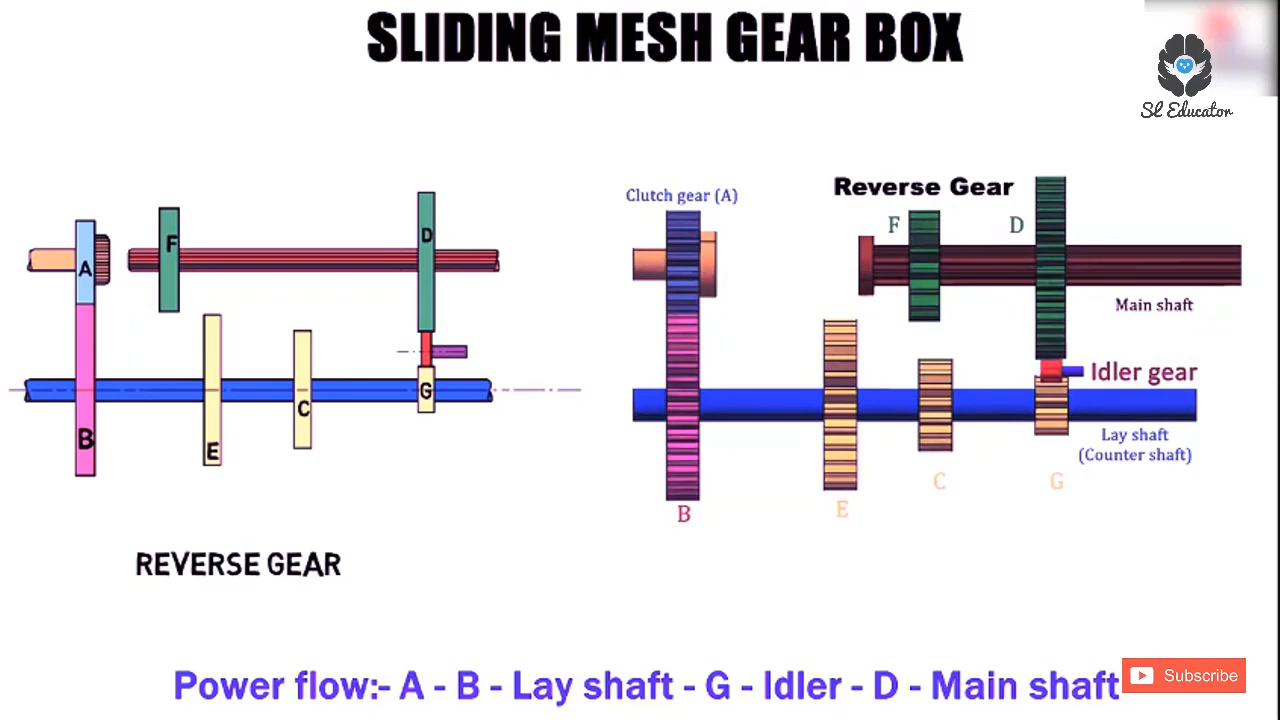 SLIDING MESH GEAR BOX
SL Educator
F
D
A
B
E
C
G
REVERSE GEAR
Clutch gear (A)
Reverse Gear
F
D
Main shaft
Idler gear
Lay shaft
(Counter shaft)
B
E
C
G
Power flow:- A - B - Lay shaft - G - Idler - D - Main shaft
Subscribe